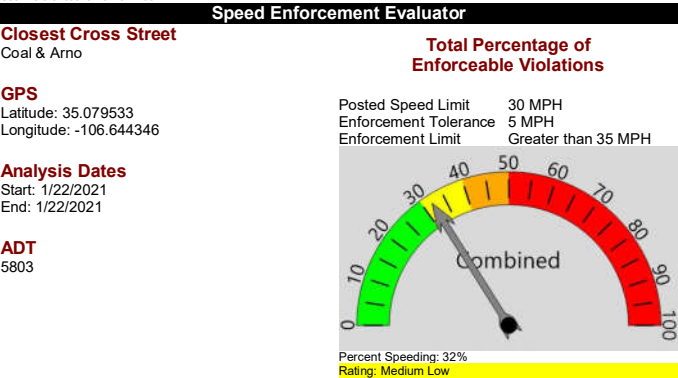 Speed Enforcement Evaluator
Closest Cross Street
Coal & Arno
GPS
Latitude: 35.079533
Longitude: -106.644346
Analysis Dates
Start: 1/22/2021
End: 1/22/2021
ADT
5803
Total Percentage of
Enforceable Violations
Posted Speed Limit 30 MPH
Enforcement Tolerance 5 MPH
Enforcement Limit Greater than 35 MPH
0
10
20
30
40
50
60
70
80
90
100
Combined
Percent Speeding: 32%
Rating: Medium Low